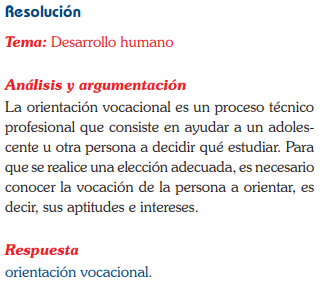 Resolución
Tema: Desarrollo humano
Análisis y argumentación
La orientación vocacional es un proceso técnico
profesional que consiste en ayudar a un adoles-
cente u otra persona a decidir qué estudiar. Para
que se realice una elección adecuada, es necesario
conocer la vocación de la persona a orientar, es
decir, sus aptitudes e intereses.
Respuesta
orientación vocacional.